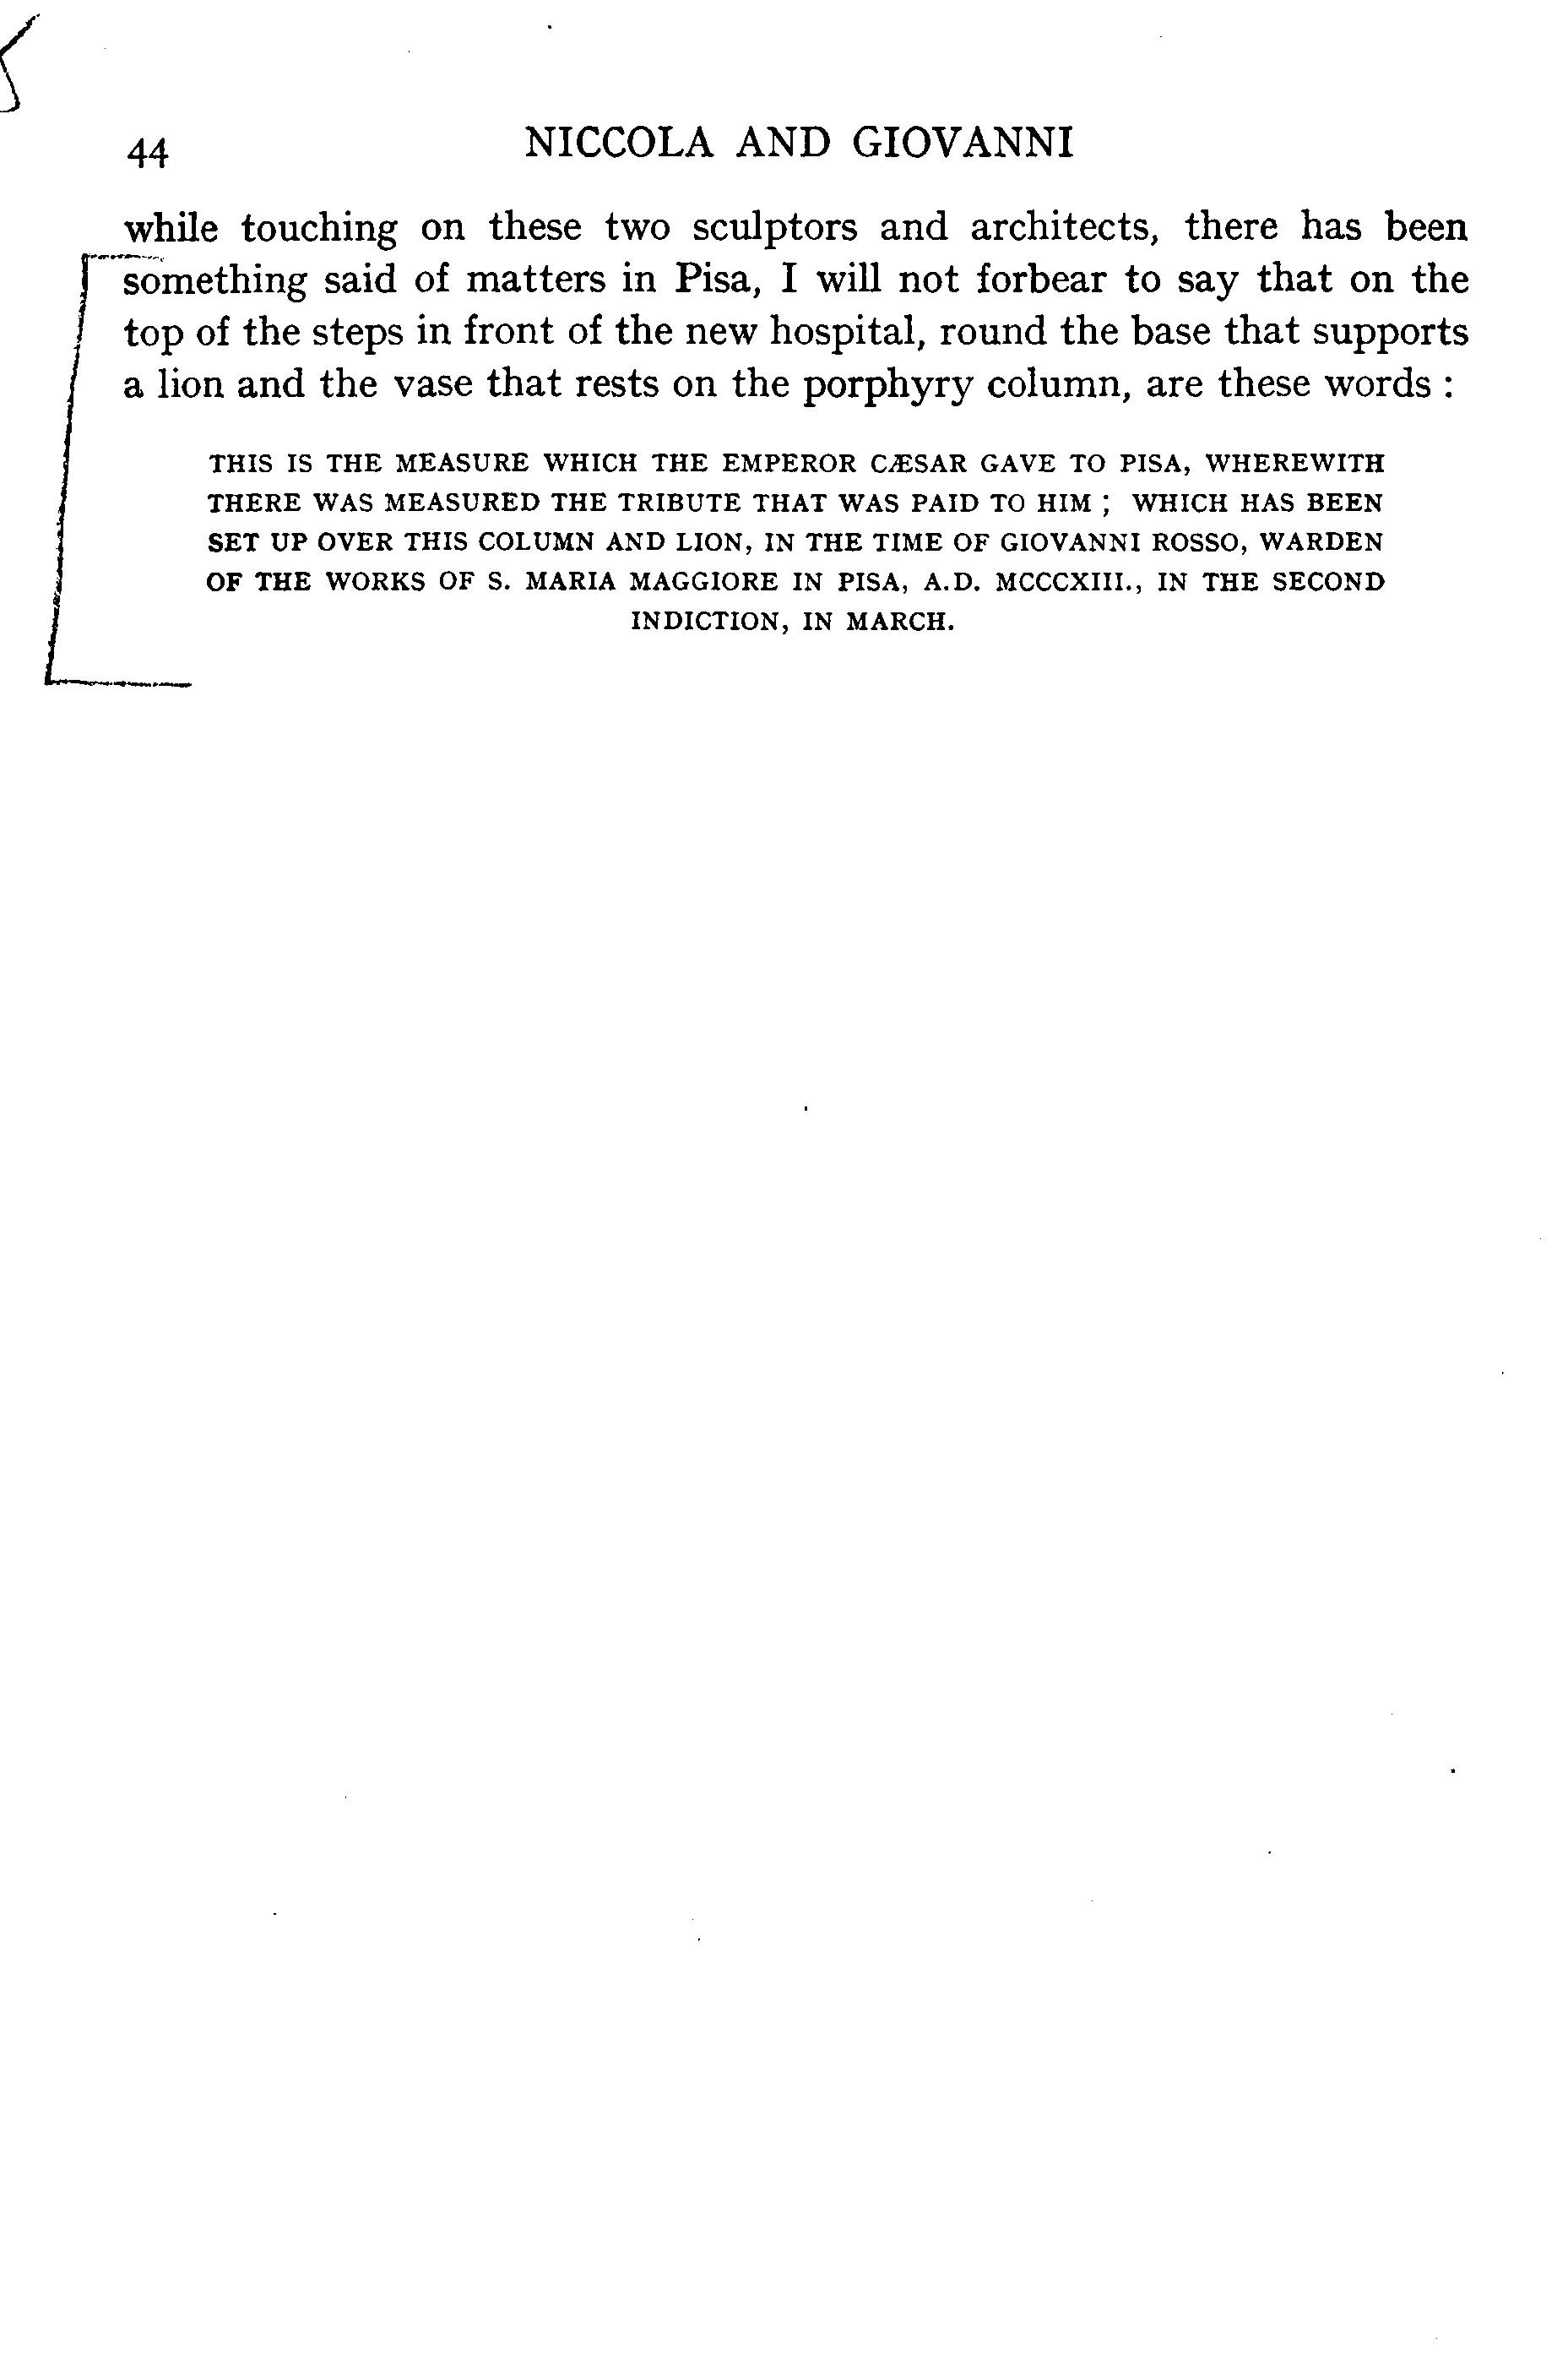 44 NICCOLA AND GIOVANNI
while touching on these two sculptors and architects, there has been
something said of matters in Pisa, I will not forbear to say that on the
top of the steps in front of the new hospital, round the base that supports
a lion and the vase that rests on the porphyry column, are these words :
THIS IS THE MEASURE WHICH THE EMPEROR CÆSAR GAVE TO PISA, WHEREWITH
THERE WAS MEASURED THE TRIBUTE THAT WAS PAID TO HIM ; WHICH HAS BEEN
SET UP OVER THIS COLUMN AND LION, IN THE TIME OF GIOVANNI ROSSO, WARDEN
OF THE WORKS OF S. MARIA MAGGIORE IN PISA, A.D. MCCCXIII., IN THE SECOND
INDICTION, IN MARCH.